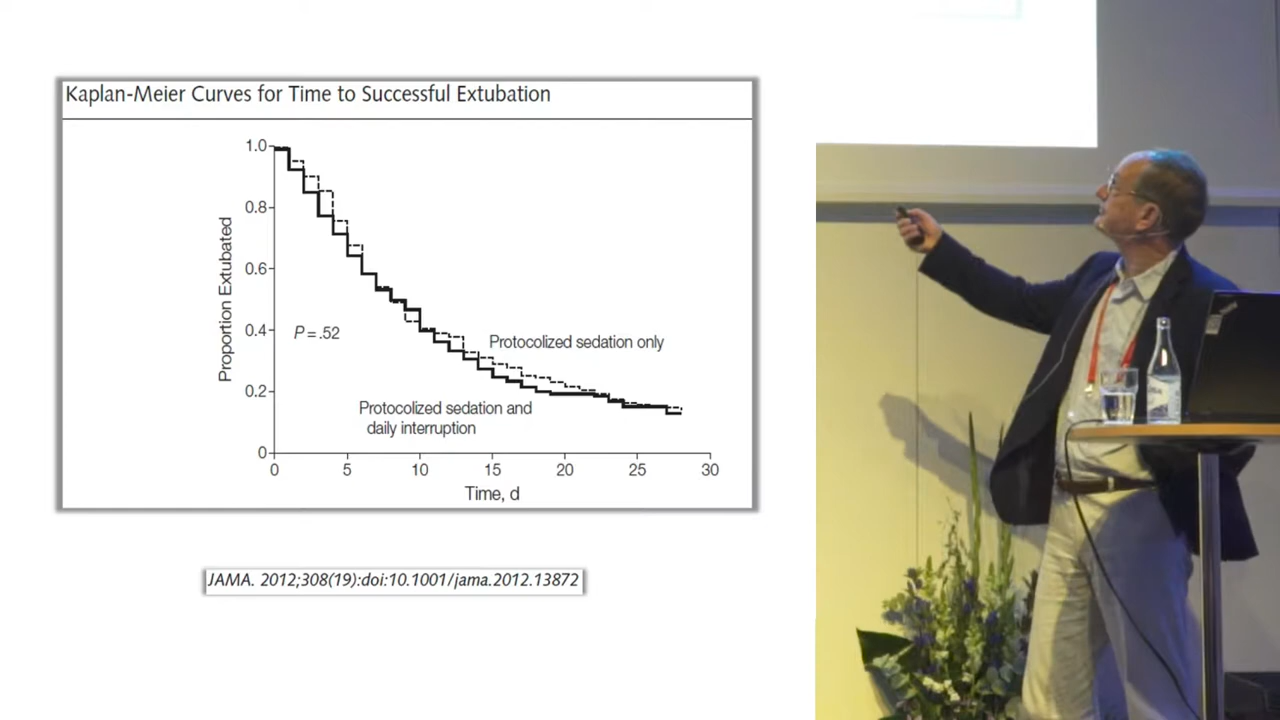 Kaplan-Meier Curves for Time to Successful Extubation
1.0
0.8
0.6
0.4
0.2
0
Proportion Extubated
P=.52
Protocolized sedation only
Protocolized sedation and
daily interruption
0 5 10 15 20 25 30
Time, d
JAMA. 2012;308(19):doi:10.1001/jama.2012.13872